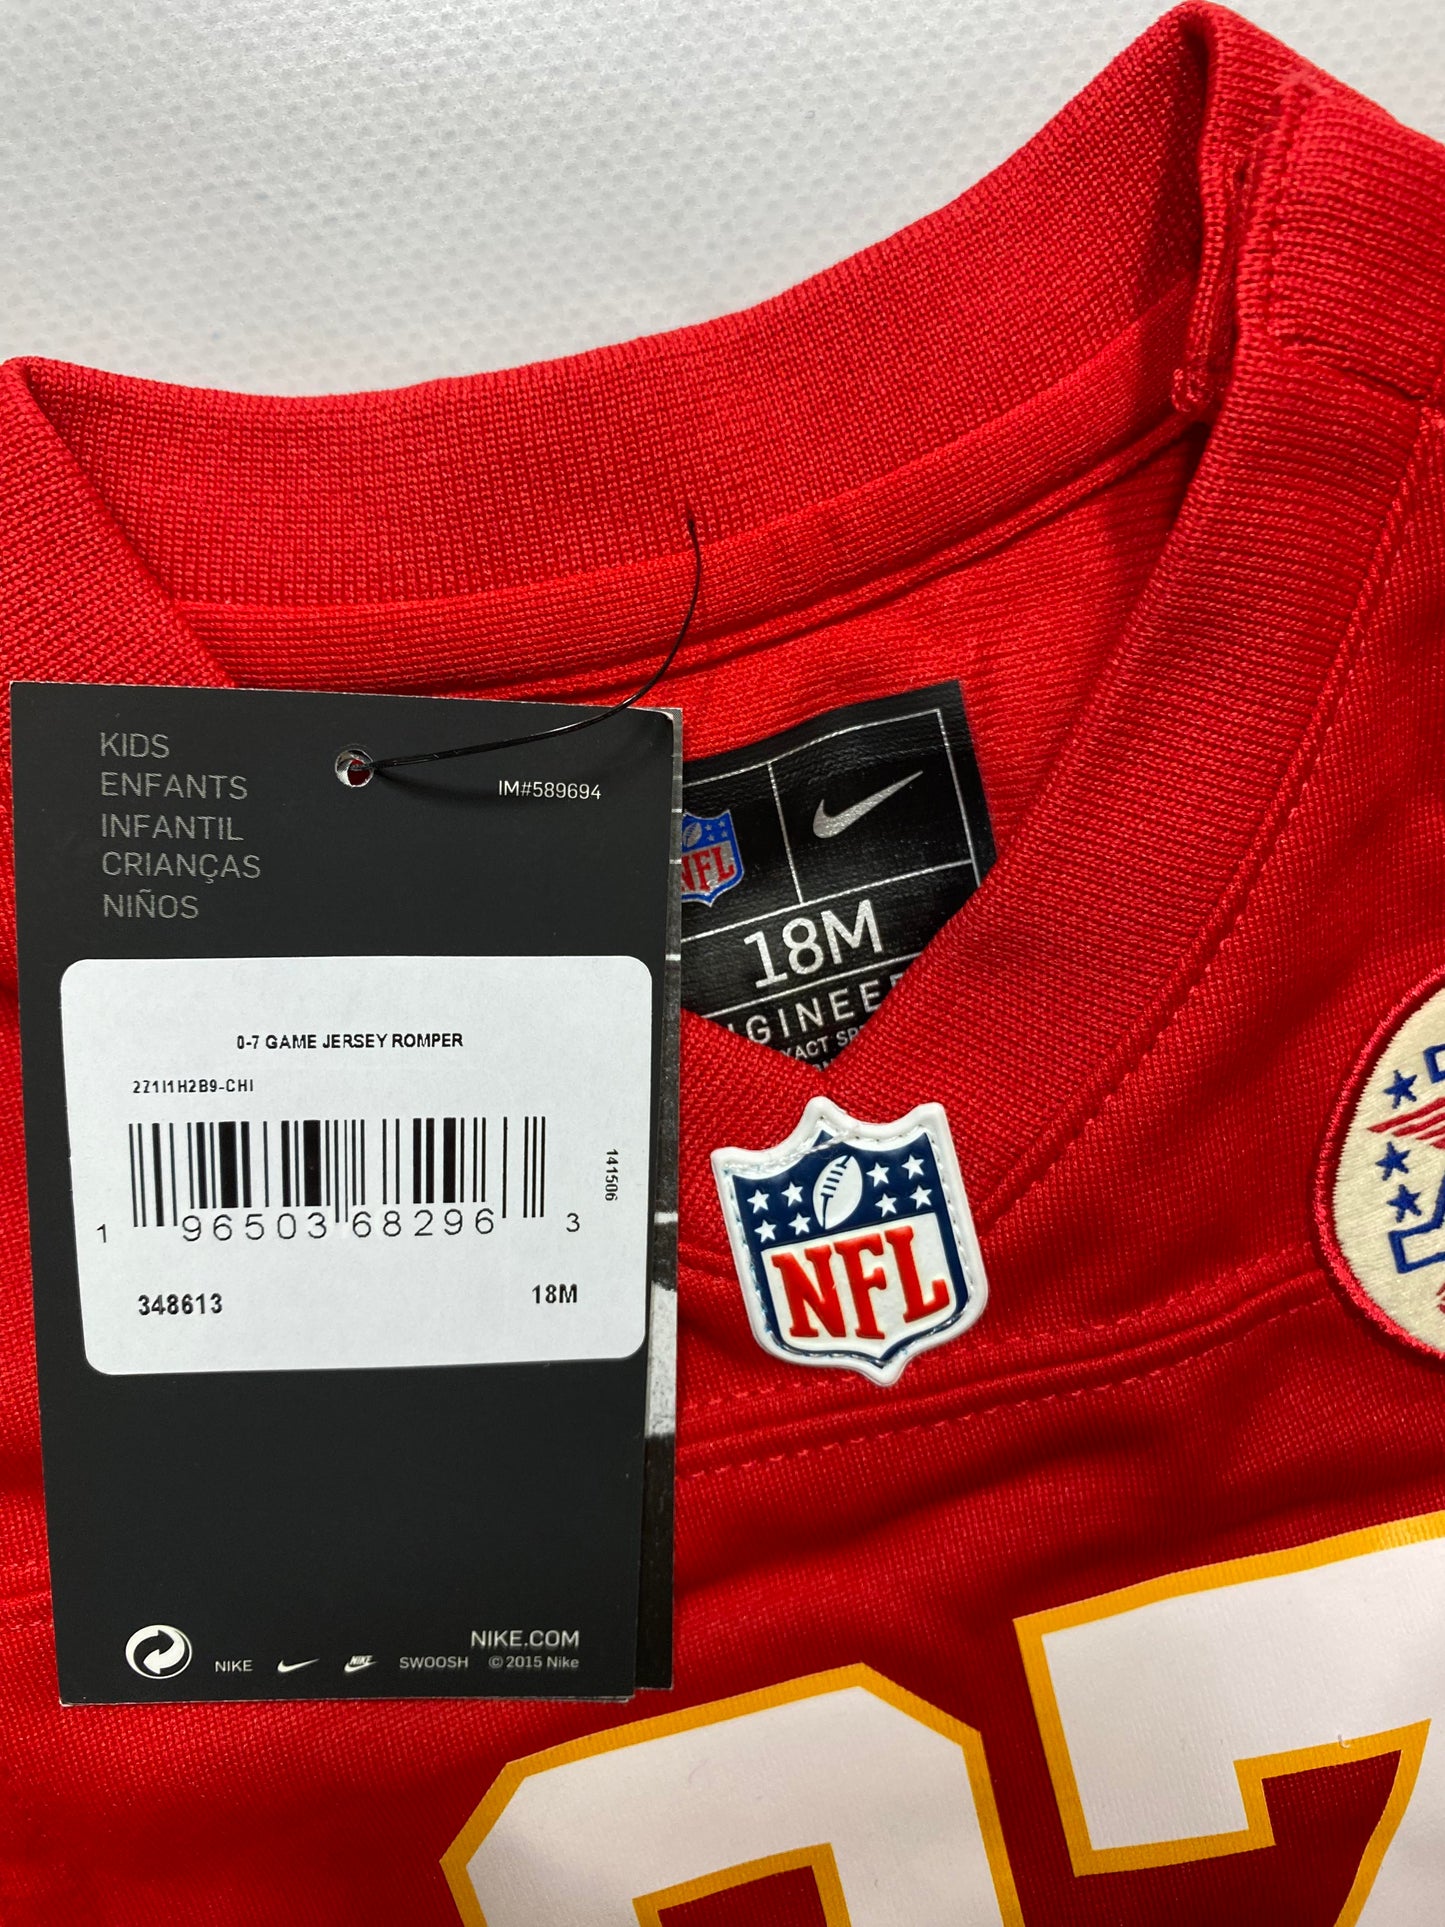 KIDS
ENFANTS
INFANTIL
CRIANÇAS
NIÑOS
IM#589694
0-7 GAME JERSEY ROMPER
2Z1I1H2B9-CHI
1 96503 68296 3
141506
348613 18M
NIKE NIKE SWOOSH
NIKE.COM
© 2015 Nike
NFL
18M
NFL